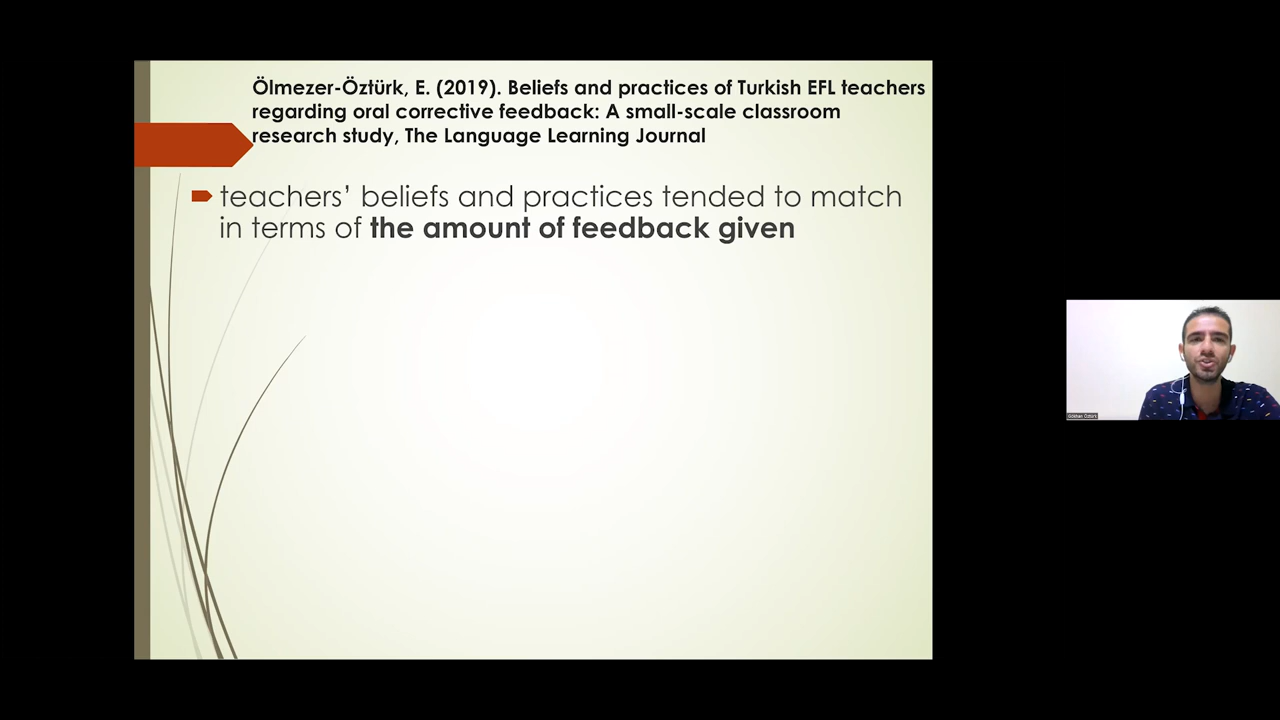 Ölmezer-Öztürk, E. (2019). Beliefs and practices of Turkish EFL teachers
regarding oral corrective feedback: A small-scale classroom
research study, The Language Learning Journal
teachers’ beliefs and practices tended to match
in terms of the amount of feedback given
Gökhan Öztürk